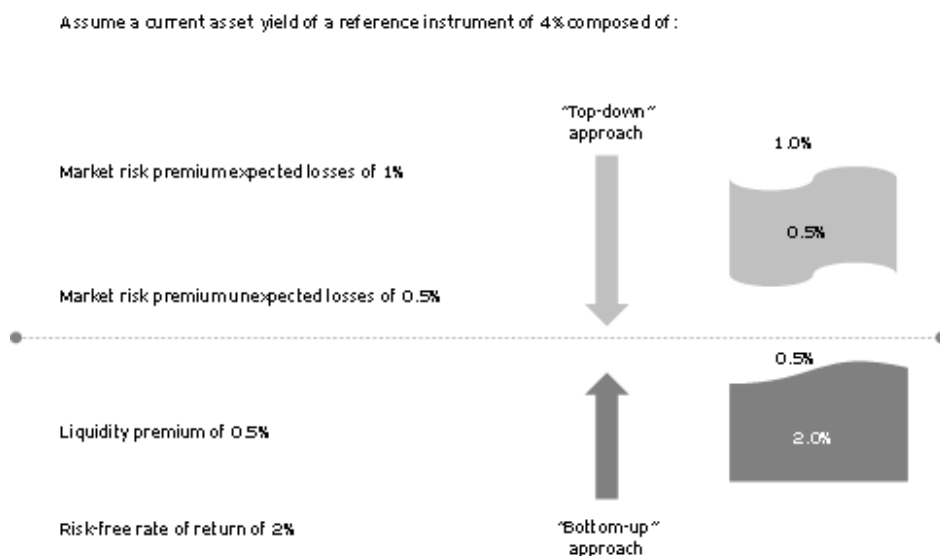 Assume a current asset yield of a reference instrument of 4% composed of:
"Top-down"
approach
1.0%
Market risk premium expected losses of 1%
0.5%
Market risk premium unexpected losses of 0.5%
0.5%
Liquidity premium of 0.5%
2.0%
Risk-free rate of return of 2%
"Bottom-up"
approach